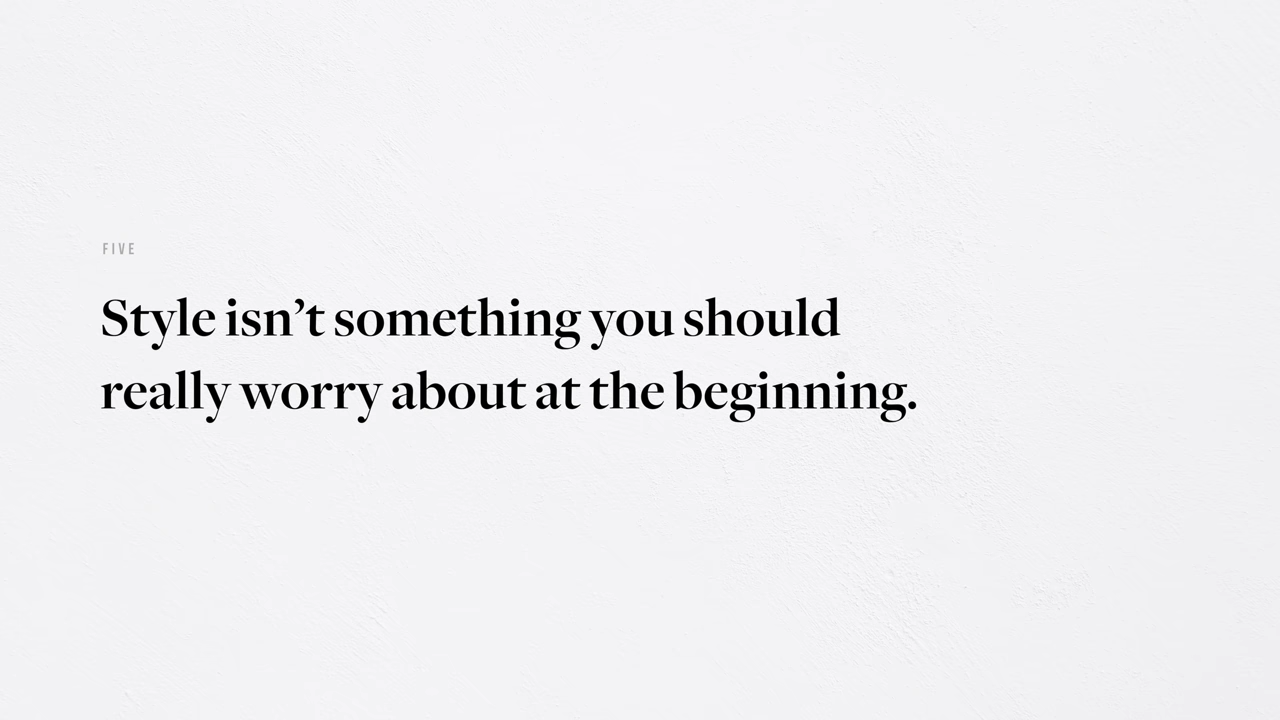 FIVE
Style isn’t something you should
really worry about at the beginning.